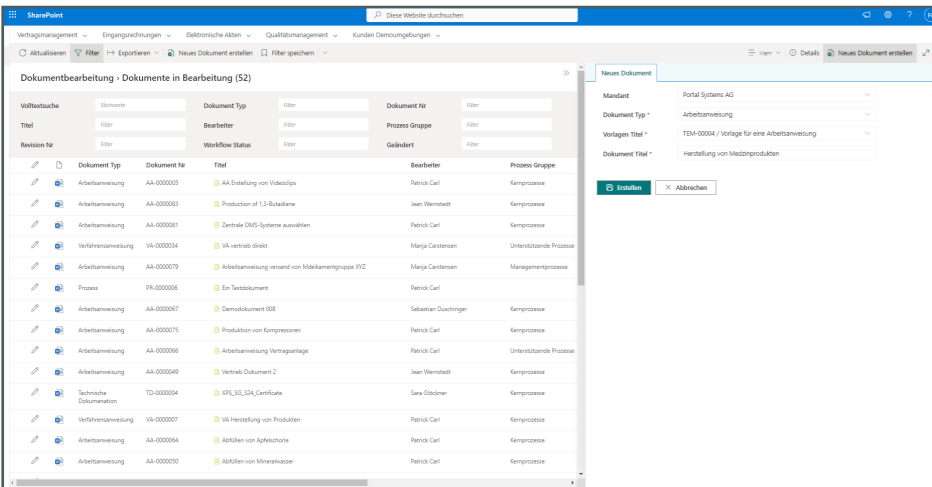 SharePoint
Diese Website durchsuchen
?
Vertragsmanagement Eingangsrechnungen Elektronische Akten Qualitätsmanagement Kunden Demoumgebungen
Aktualisieren Filter Exportieren Neues Dokument erstellen Filter speichern
Mehr Details Neues Dokument erstellen
Dokumentbearbeitung › Dokumente in Bearbeitung (52)
Volltextsuche Stichworte Dokument Typ Filter Dokument Nr Filter
Titel Filter Bearbeiter Filter Prozess Gruppe Filter
Revision Nr Filter Workflow Status Filter Geändert Filter
Dokument Typ Dokument Nr Titel Bearbeiter Prozess Gruppe
Arbeitsanweisung AA-0000005 AA Erstellung von Videoclips Patrick Carl Kernprozesse
Arbeitsanweisung AA-0000083 Production of 1,3-Butadiane Jean Wernstedt Kernprozesse
Arbeitsanweisung AA-0000081 Zentrale DMS-Systeme auswählen Patrick Carl Kernprozesse
Verfahrensanweisung VA-0000034 VA vertrieb direkt Manja Carstensen Unterstützende Prozesse
Arbeitsanweisung AA-0000079 Arbeitsanweisung versand von Mdeikamentgruppe XYZ Manja Carstensen Managementprozesse
Prozess PR-0000006 Ein Testdokument Patrick Carl
Arbeitsanweisung AA-0000067 Demodokument 008 Sebastian Duschinger Kernprozesse
Arbeitsanweisung AA-0000075 Produktion von Kompressoren Patrick Carl Kernprozesse
Arbeitsanweisung AA-0000066 Arbeitsanweisung Vertragsanlage Patrick Carl Unterstützende Prozesse
Arbeitsanweisung AA-0000049 Vertrieb Dokument 2 Jean Wernstedt Kernprozesse
Technische Dokumenation TD-0000004 XPS_SG_324_Certificate Sara Glöckner Kernprozesse
Verfahrensanweisung VA-0000007 VA Herstellung von Produkten Patrick Carl Kernprozesse
Arbeitsanweisung AA-0000064 Abfüllen von Apfelschorle Patrick Carl Kernprozesse
Arbeitsanweisung AA-0000050 Abfüllen von Mineralwasser Patrick Carl Kernprozesse
Neues Dokument
Mandant Portal Systems AG
Dokument Typ * Arbeitsanweisung
Vorlagen Titel * TEM-00004 / Vorlage für eine Arbeitsanweisung
Dokument Titel * Herstellung von Medzinprodukten
Erstellen Abbrechen